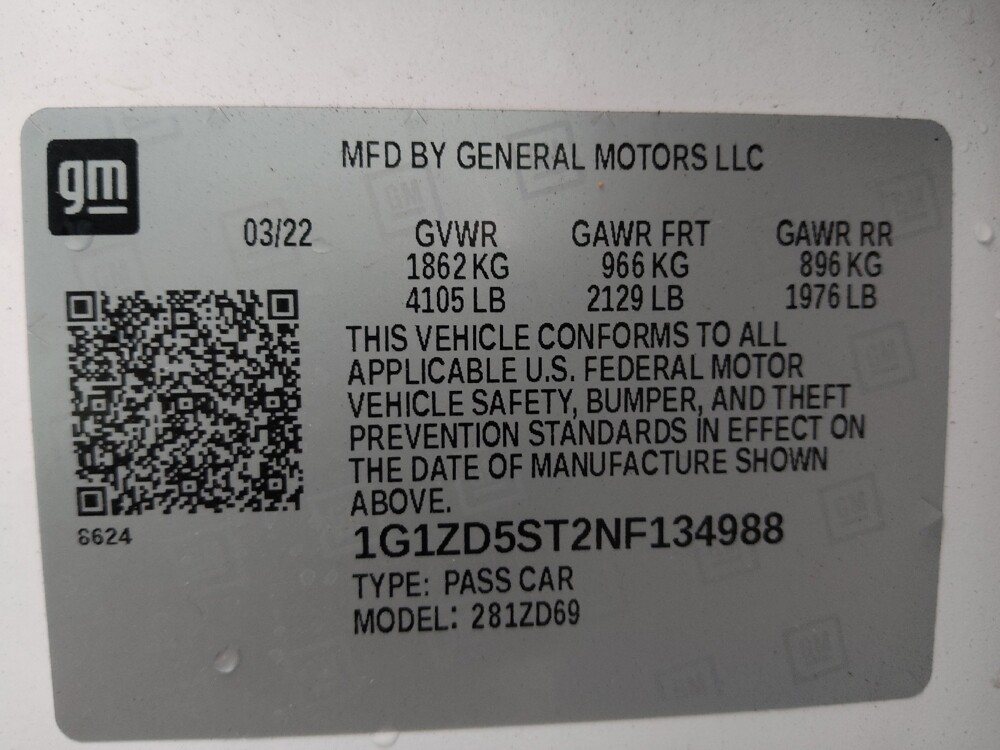 gm
MFD BY GENERAL MOTORS LLC
03/22 GVWR GAWR FRT GAWR RR
1862 KG 966 KG 896 KG
4105 LB 2129 LB 1976 LB
THIS VEHICLE CONFORMS TO ALL
APPLICABLE U.S. FEDERAL MOTOR
VEHICLE SAFETY, BUMPER, AND THEFT
PREVENTION STANDARDS IN EFFECT ON
THE DATE OF MANUFACTURE SHOWN
ABOVE.
6624
1G1ZD5ST2NF134988
TYPE: PASS CAR
MODEL: 281ZD69